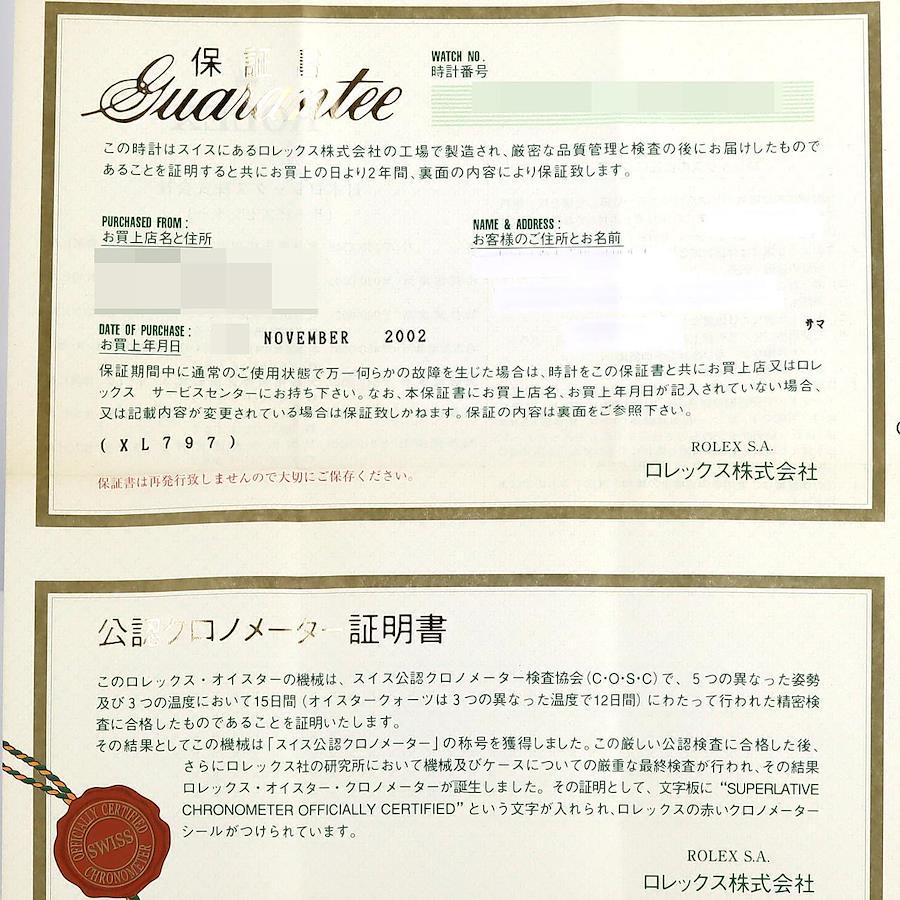 保証書
Guarantee
WATCH NO.
時計番号
この時計はスイスにあるロレックス株式会社の工場で製造され、厳密な品質管理と検査の後にお届けしたもので
あることを証明すると共にお買上の日より2年間、裏面の内容により保証致します。
PURCHASED FROM:
お買上店名と住所
NAME & ADDRESS:
お客様のご住所とお名前
サマ
DATE OF PURCHASE:
お買上年月日
NOVEMBER 2002
保証期間中に通常のご使用状態で万一何らかの故障を生じた場合は、時計をこの保証書と共にお買上店又はロレ
ックス サービスセンターにお持ち下さい。なお、本保証書にお買上店名、お買上年月日が記入されていない場合、
又は記載内容が変更されている場合は保証致しかねます。保証の内容は裏面をご参照下さい。
(XL797)
ROLEX S.A.
ロレックス株式会社
保証書は再発行致しませんので大切にご保存ください。
公認クロノメーター証明書
このロレックス・オイスターの機械は、スイス公認クロノメーター検査協会(C・O・S・C)で、5つの異なった姿勢
及び3つの温度において15日間(オイスタークォーツは3つの異なった温度で12日間)にわたって行われた精密検
査に合格したものであることを証明いたします。
その結果としてこの機械は「スイス公認クロノメーター」の称号を獲得しました。この厳しい公認検査に合格した後、
さらにロレックス社の研究所において機械及びケースについての厳重な最終検査が行われ、その結果
ロレックス・オイスター・クロノメーターが誕生しました。その証明として、文字板に“SUPERLATIVE
CHRONOMETER OFFICIALLY CERTIFIED”という文字が入れられ、ロレックスの赤いクロノメーター
シールがつけられています。
OFFICIALLY CERTIFIED
SWISS
CHRONOMETER
ROLEX S.A.
ロレックス株式会社